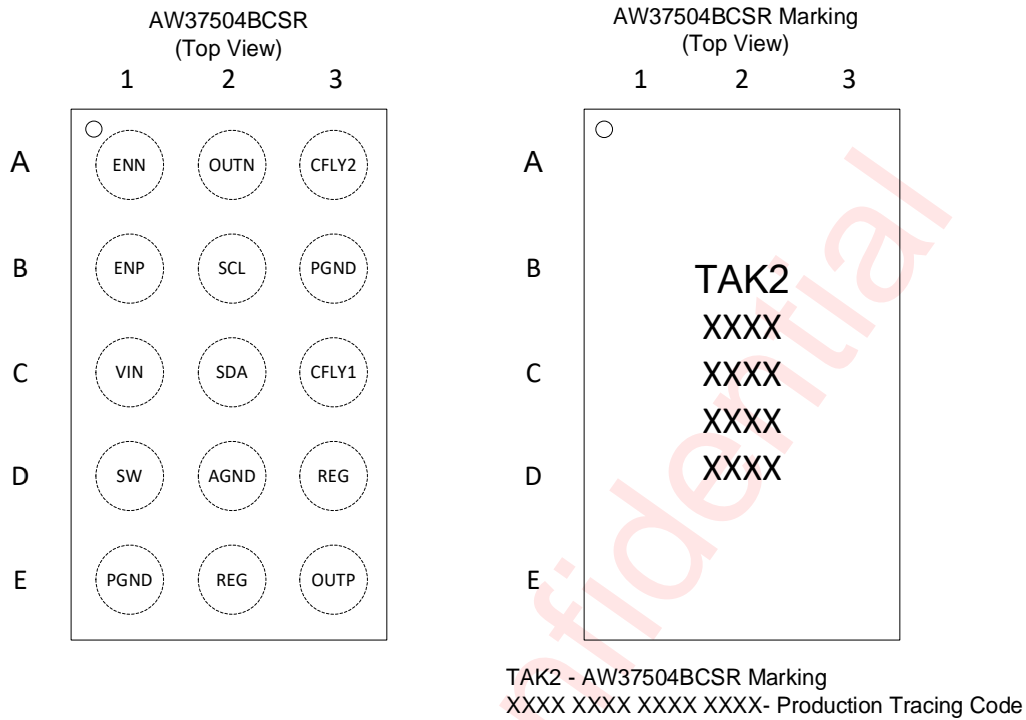 AW37504BCSR
(Top View)
1 2 3
A ENN OUTN CFLY2
B ENP SCL PGND
C VIN SDA CFLY1
D SW AGND REG
E PGND REG OUTP
AW37504BCSR Marking
(Top View)
1 2 3
A
B
C
D
E
TAK2
XXXX
XXXX
XXXX
XXXX
TAK2 - AW37504BCSR Marking
XXXX XXXX XXXX XXXX- Production Tracing Code
nfidential